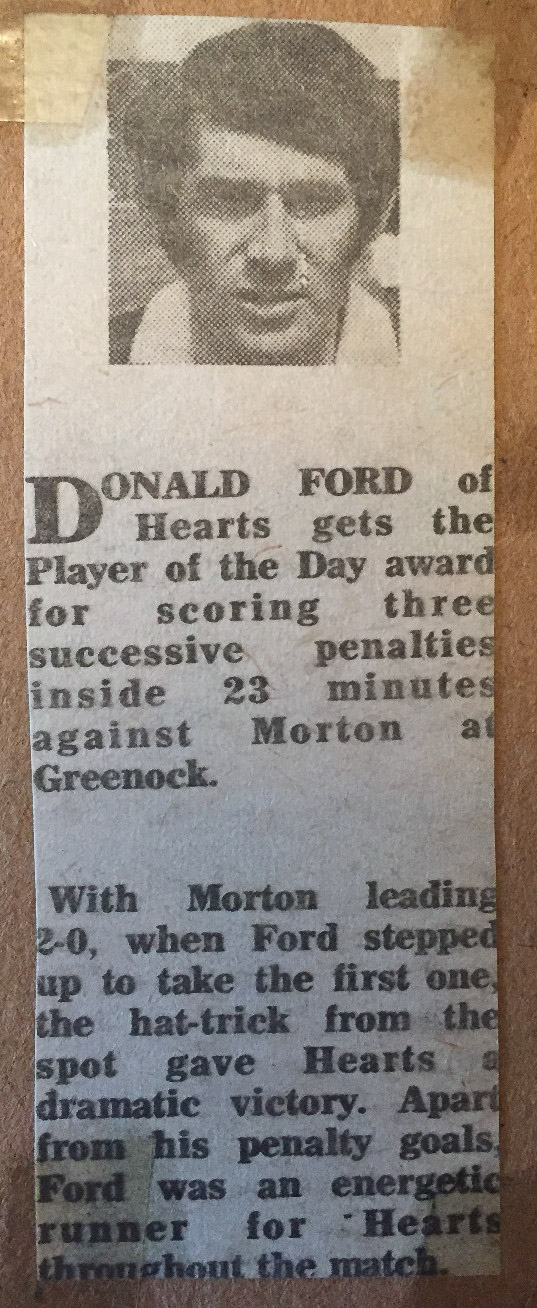 DONALD FORD of
Hearts gets the
Player of the Day award
for scoring three
successive penalties
inside 23 minutes
against Morton at
Greenock.
With Morton leading
2-0, when Ford stepped
up to take the first one,
the hat-trick from the
spot gave Hearts a
dramatic victory. Apart
from his penalty goals,
Ford was an energetic
runner for Hearts
throughout the match.